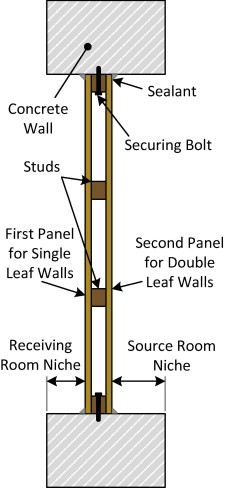 Concrete
Wall
Sealant
Securing Bolt
Studs
First Panel
for Single
Leaf Walls
Second Panel
for Double
Leaf Walls
Receiving
Room Niche
Source Room
Niche